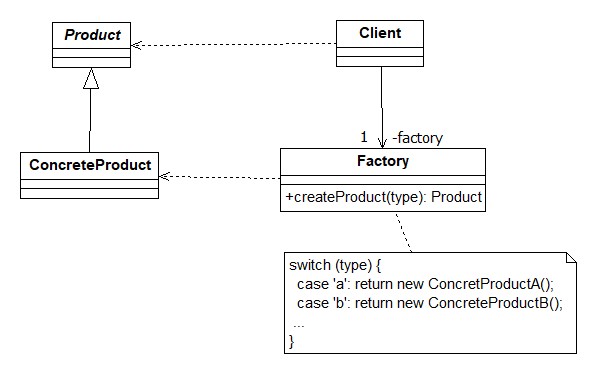 Product
Client
1 -factory
ConcreteProduct
Factory
+createProduct(type): Product
switch (type) {
case 'a': return new ConcretProductA();
case 'b': return new ConcreteProductB();
...
}